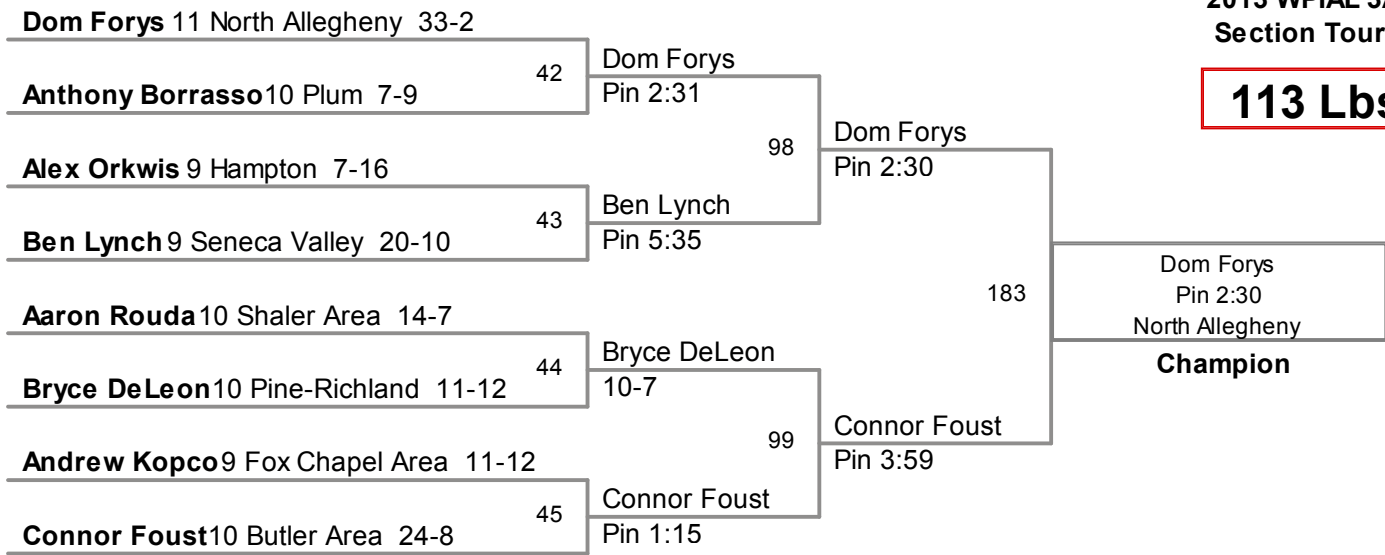 2013 WPIAL
Section Tour
113 Lbs
Dom Forys 11 North Allegheny 33-2
42
Anthony Borrasso 10 Plum 7-9
Dom Forys
Pin 2:31
98
Alex Orkwis 9 Hampton 7-16
43
Ben Lynch 9 Seneca Valley 20-10
Ben Lynch
Pin 5:35
Dom Forys
Pin 2:30
183
Aaron Rouda 10 Shaler Area 14-7
44
Bryce DeLeon 10 Pine-Richland 11-12
Bryce DeLeon
10-7
99
Andrew Kopco 9 Fox Chapel Area 11-12
45
Connor Foust 10 Butler Area 24-8
Connor Foust
Pin 1:15
Connor Foust
Pin 3:59
Dom Forys
Pin 2:30
North Allegheny
Champion